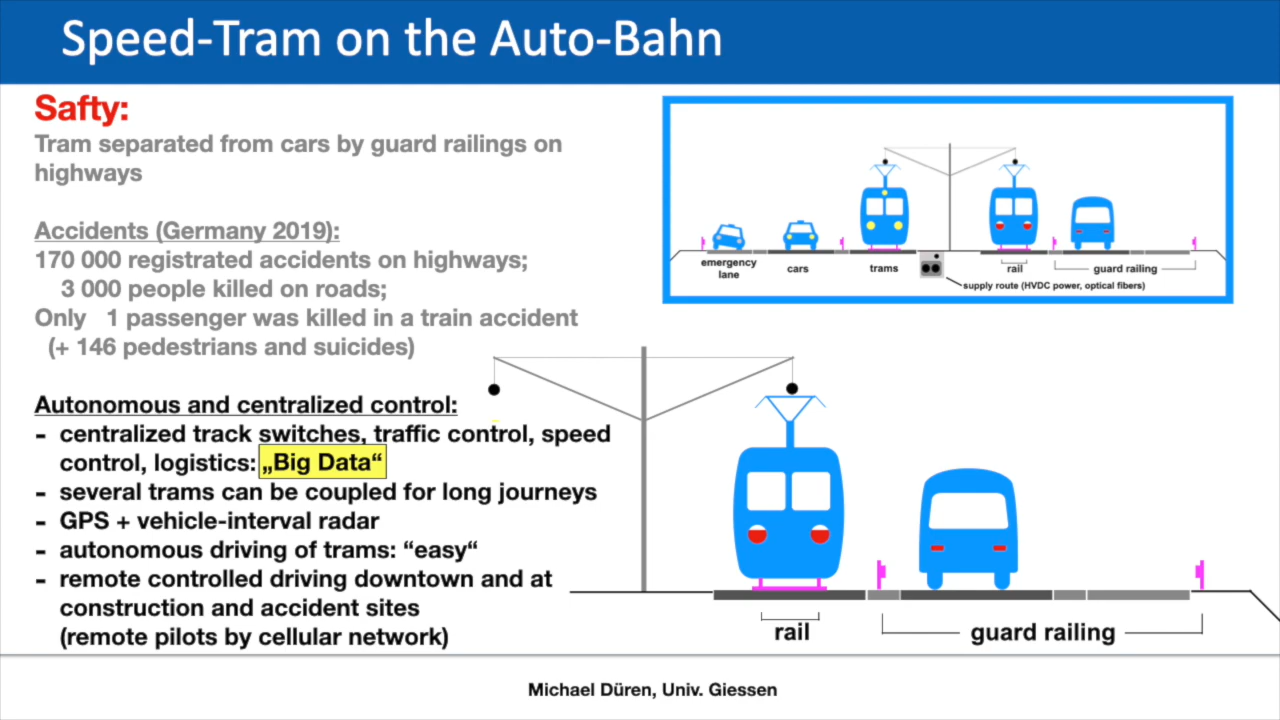 Speed-Tram on the Auto-Bahn
Safty:
Tram separated from cars by guard railings on
highways
Accidents (Germany 2019):
170 000 registrated accidents on highways;
3 000 people killed on roads;
Only 1 passenger was killed in a train accident
(+ 146 pedestrians and suicides)
Autonomous and centralized control:
- centralized track switches, traffic control, speed
control, logistics: „Big Data“
- several trams can be coupled for long journeys
- GPS + vehicle-interval radar
- autonomous driving of trams: “easy“
- remote controlled driving downtown and at
construction and accident sites
(remote pilots by cellular network)
emergency
lane
cars
trams
rail
guard railing
supply route (HVDC power, optical fibers)
rail
guard railing
Michael Düren, Univ. Giessen